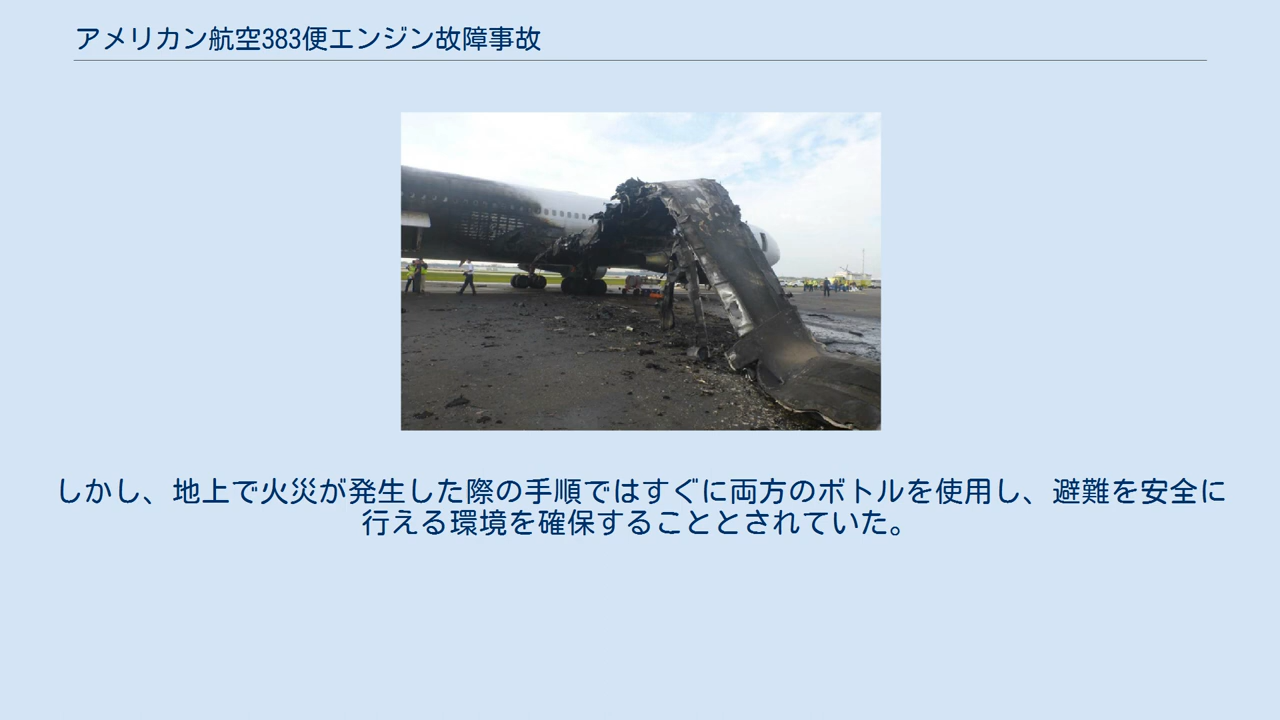 アメリカン航空383便エンジン故障事故
しかし、地上で火災が発生した際の手順ではすぐに両方のボトルを使用し、避難を安全に
行える環境を確保することとされていた。